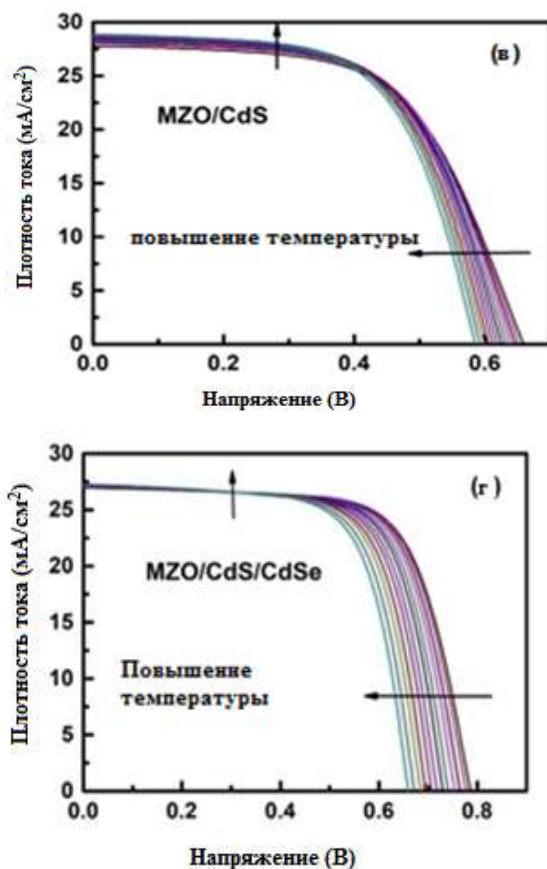 30
25
20
15
10
5
0
Плотность тока (мА/см²)
(в )
MZO/CdS
повышение температуры
0.0
0.2
0.4
0.6
Напряжение (В)
30
25
20
15
10
5
0
Плотность тока (мА/см²)
(г )
MZO/CdS/CdSe
Повышение
температуры
0.0
0.2
0.4
0.6
0.8
Напряжение (В)